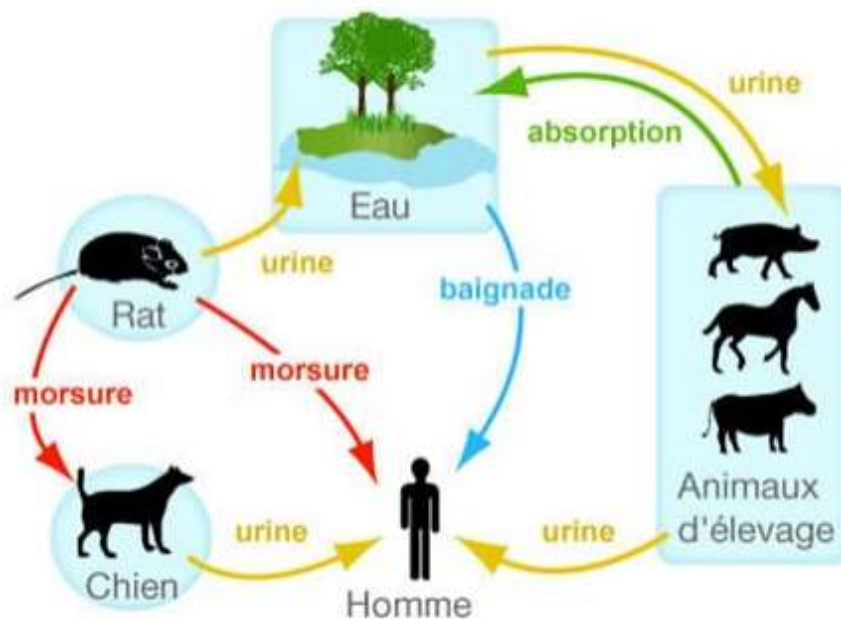 urine
absorption
Eau
urine
baignade
Rat
morsure
morsure
Animaux
d'élevage
urine
urine
Chien
Homme